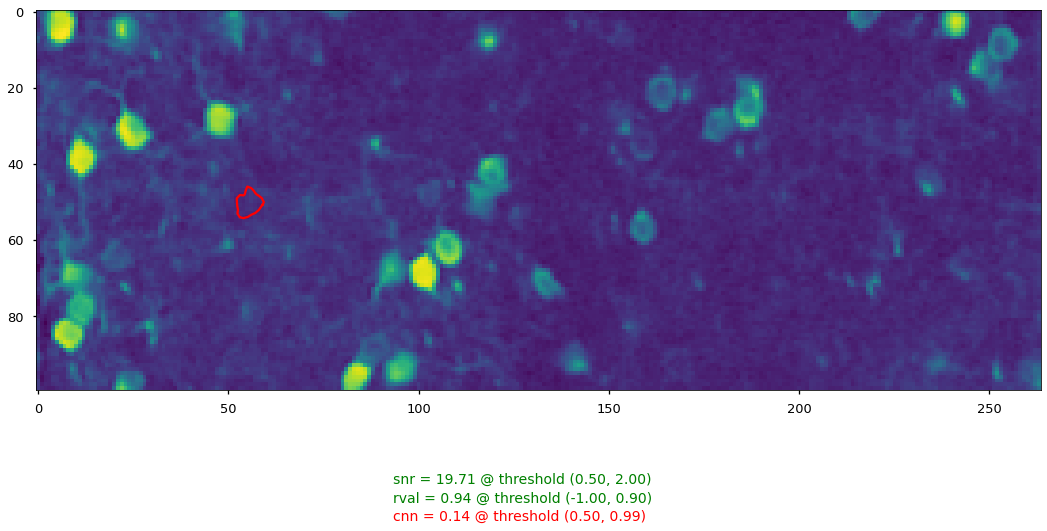 0
20
40
60
80
0 50 100 150 200 250
snr = 19.71 @ threshold (0.50, 2.00)
rval = 0.94 @ threshold (-1.00, 0.90)
cnn = 0.14 @ threshold (0.50, 0.99)